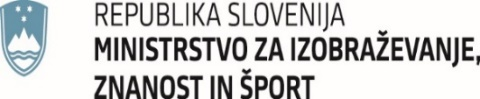 REPUBLIKA SLOVENIJA
MINISTRSTVO ZA IZOBRAŽEVANJE,
ZNANOST IN ŠPORT